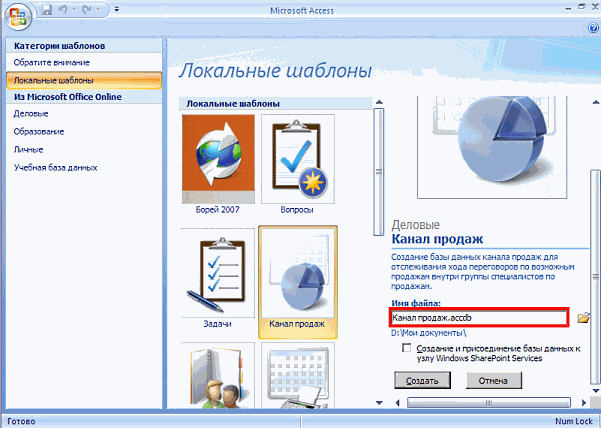 Microsoft Access
Категории шаблонов
Обратите внимание
Локальные шаблоны
Из Microsoft Office Online
Деловые
Образование
Личные
Учебная база данных
Локальные шаблоны
Локальные шаблоны
Борей 2007
Вопросы
Задачи
Канал продаж
Деловые
Канал продаж
Создание базы данных канала продаж для
отслеживания хода переговоров по возможным
продажам внутри группы специалистов по
продажам.
Имя файла:
Канал продаж.accdb
D:\Мои документы\
Создание и присоединение базы данных к
узлу Windows SharePoint Services
Создать
Отмена
Готово
Num Lock